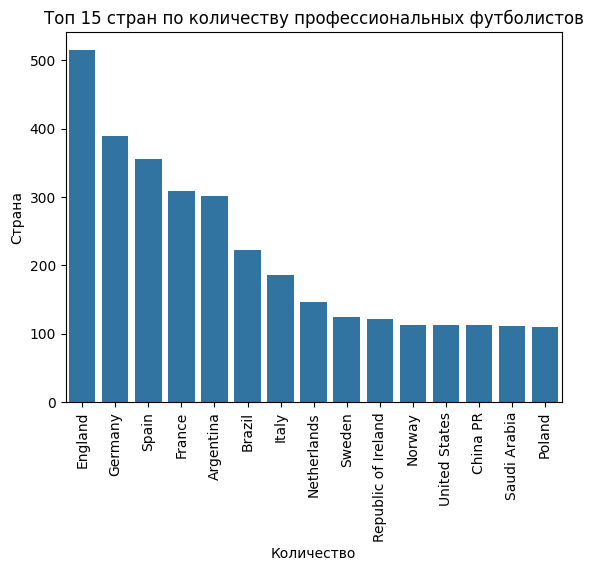 Топ 15 стран по количеству профессиональных футболистов
Страна
500
400
300
200
100
0
England
Germany
Spain
France
Argentina
Brazil
Italy
Netherlands
Sweden
Republic of Ireland
Norway
United States
China PR
Saudi Arabia
Poland
Количество